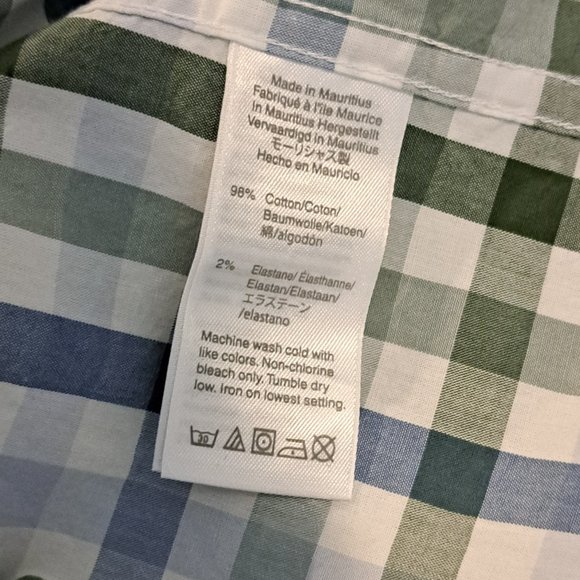 Made in Mauritius
Fabriqué à l'île Maurice
In Mauritius Hergestellt
Vervaardigd in Mauritius
モーリシャス製
Hecho en Mauricio
98% Cotton/Coton/
Baumwolle/Katoen/
綿/algodón
2% Elastane/ Élasthanne/
Elastan/Elastaan/
エラステーン
/elastano
Machine wash cold with
like colors. Non-chlorine
bleach only. Tumble dry
low. Iron on lowest setting.
30